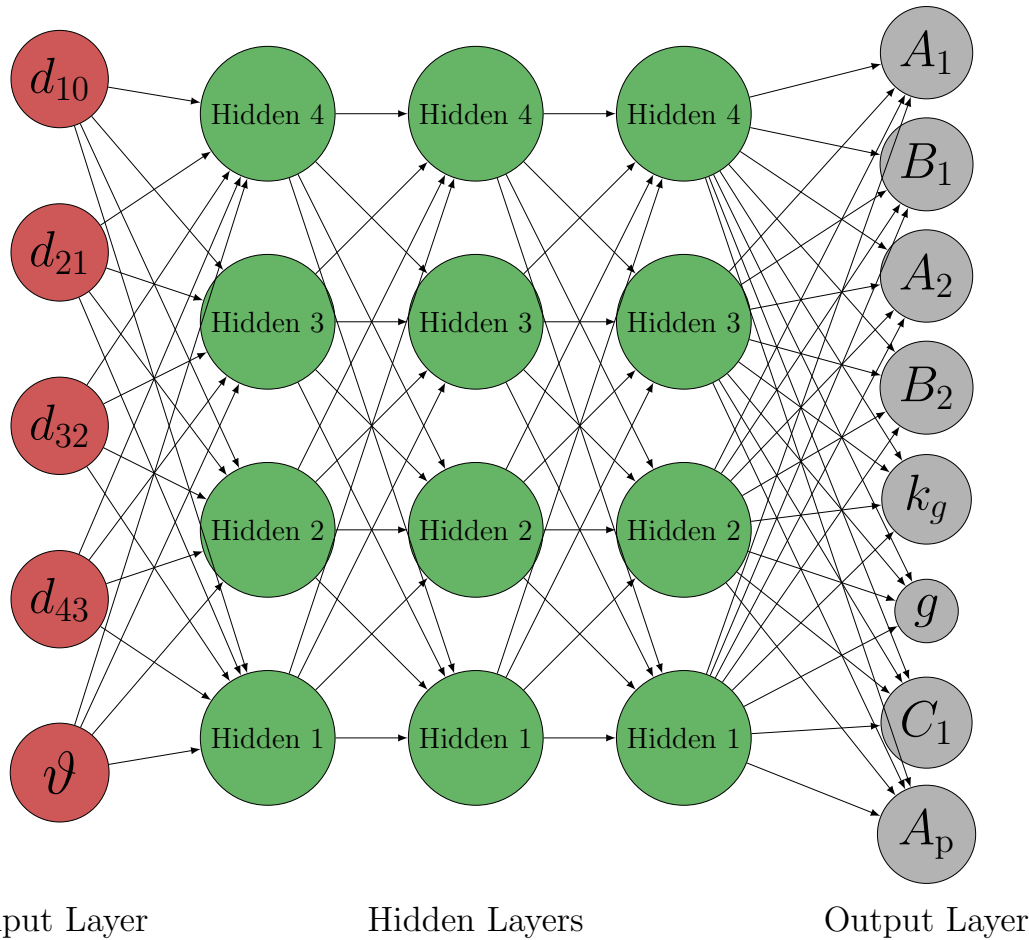 d₁₀
d₂₁
d₃₂
d₄₃
ϑ
Hidden 4
Hidden 3
Hidden 2
Hidden 1
Hidden 4
Hidden 3
Hidden 2
Hidden 1
Hidden 4
Hidden 3
Hidden 2
Hidden 1
A₁
B₁
A₂
B₂
k_g
g
C₁
Aₚ
put Layer
Hidden Layers
Output Layer